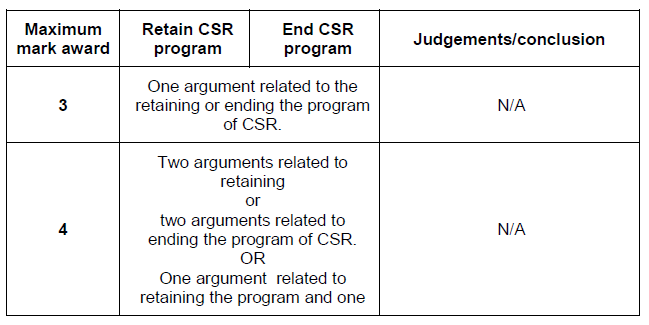 Maximum
mark award
Retain CSR
program
End CSR
program
Judgements/conclusion
3
One argument related to the
retaining or ending the program
of CSR.
N/A
4
Two arguments related to
retaining
or
two arguments related to
ending the program of CSR.
OR
One argument related to
retaining the program and one
N/A